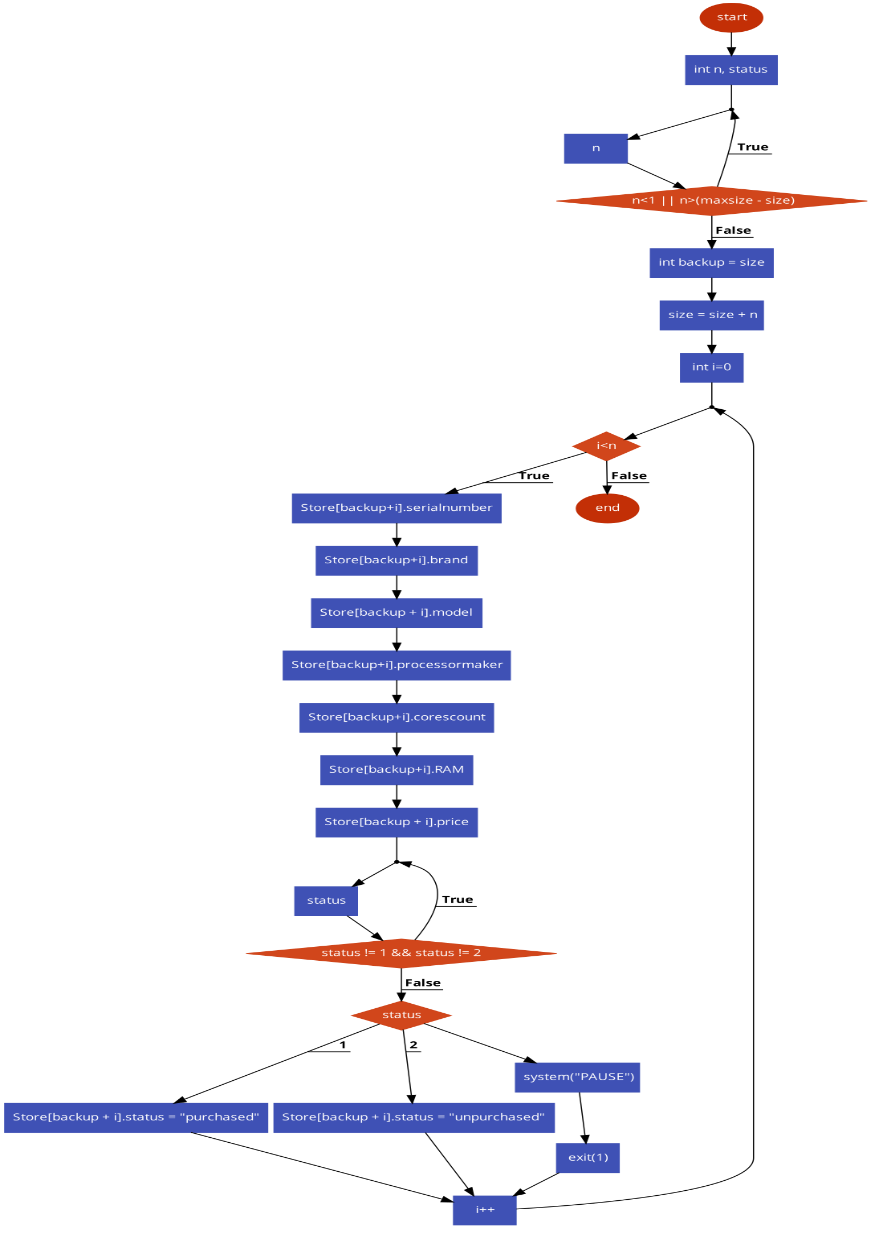 start
int n, status
n
True
n<1 || n>(maxsize - size)
False
int backup = size
size = size + n
int i=0
i<n
True
False
Store[backup+i].serialnumber
end
Store[backup+i].brand
Store[backup + i].model
Store[backup+i].processormaker
Store[backup+i].corescount
Store[backup+i].RAM
Store[backup + i].price
status
True
status != 1 && status != 2
False
status
1
2
system("PAUSE")
Store[backup + i].status = "purchased"
Store[backup + i].status = "unpurchased"
exit(1)
i++